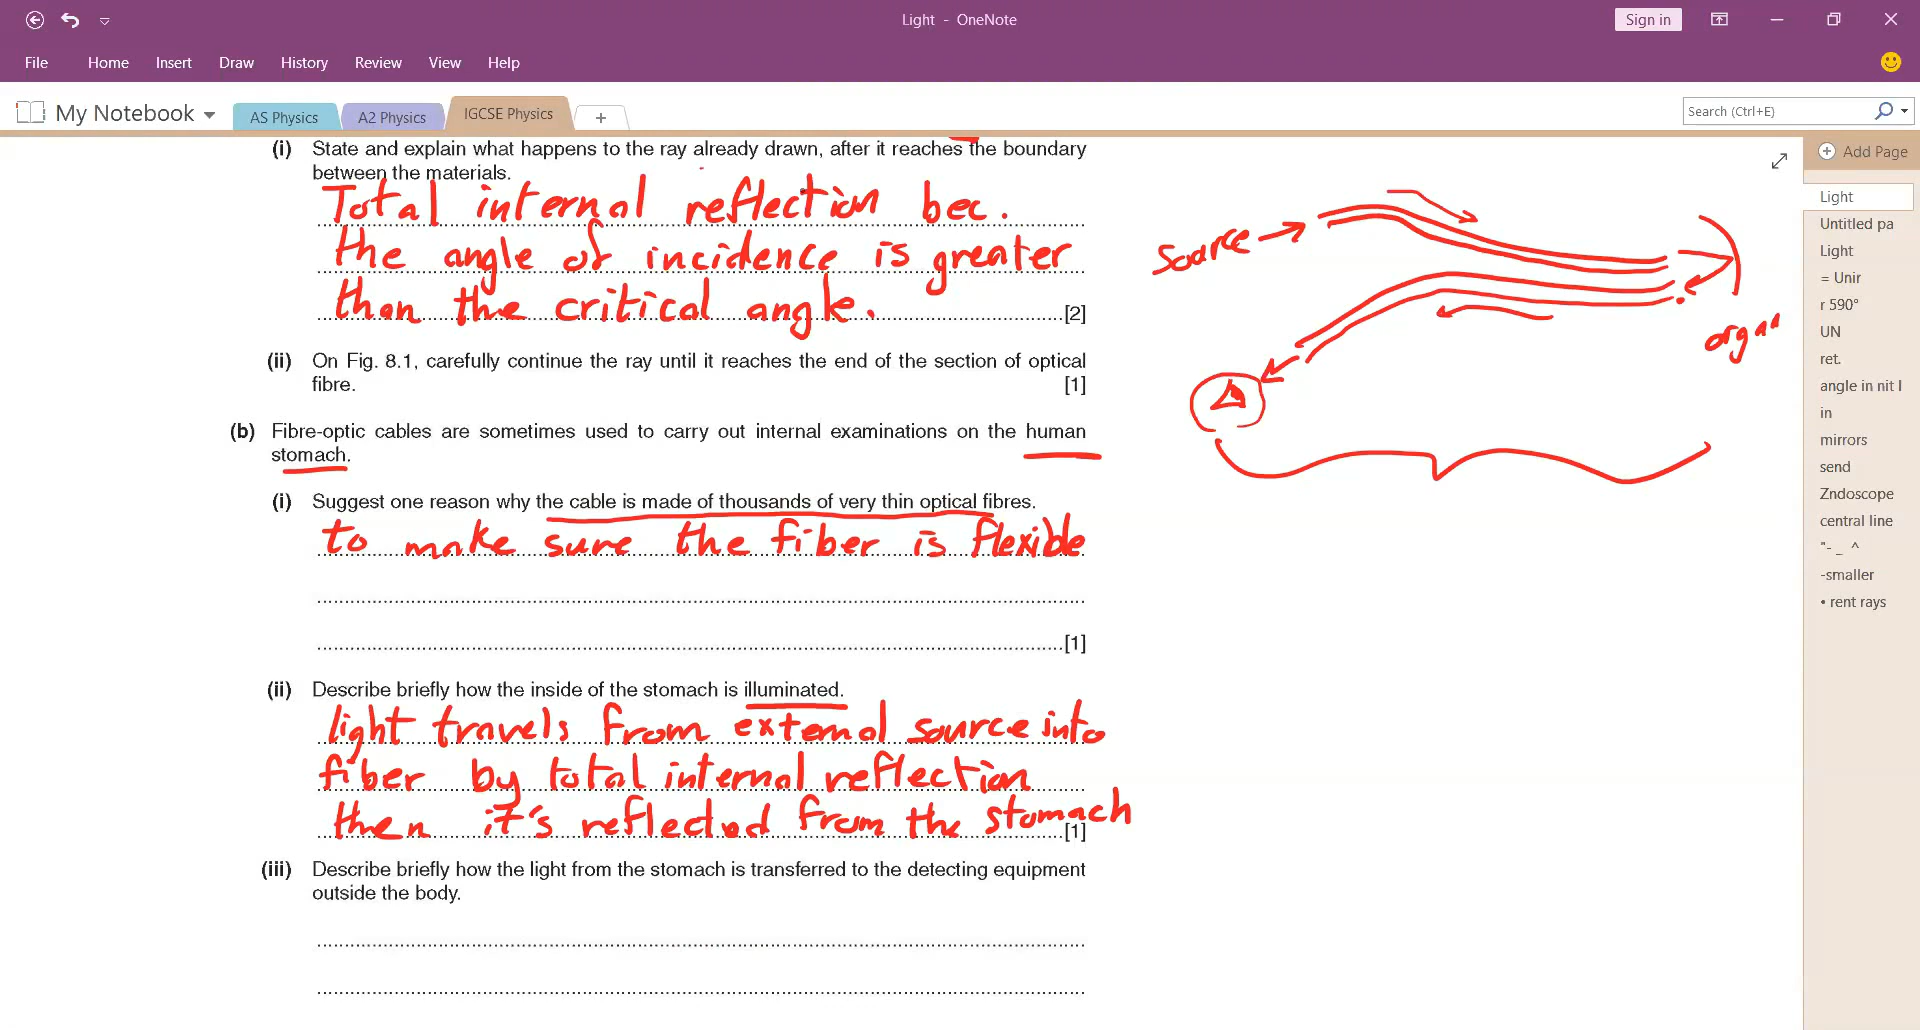 Light - OneNote
Sign in
File Home Insert Draw History Review View Help
My Notebook
AS Physics
A2 Physics
IGCSE Physics
+
Search (Ctrl+E)
(i) State and explain what happens to the ray already drawn, after it reaches the boundary
between the materials.
Total internal reflection bec.
the angle of incidence is greater
than the critical angle.
[2]
(ii) On Fig. 8.1, carefully continue the ray until it reaches the end of the section of optical
fibre. [1]
(b) Fibre-optic cables are sometimes used to carry out internal examinations on the human
stomach.
(i) Suggest one reason why the cable is made of thousands of very thin optical fibres.
to make sure the fiber is flexible
[1]
(ii) Describe briefly how the inside of the stomach is illuminated.
light travels from external source into
fiber by total internal reflection
then it's reflected from the stomach
[1]
(iii) Describe briefly how the light from the stomach is transferred to the detecting equipment
outside the body.
Source
organ
Add Page
Light
Untitled pa
Light
= Unir
r 590°
UN
ret.
angle in nit I
in
mirrors
send
Zndoscope
central line
"- _ ^
-smaller
• rent rays